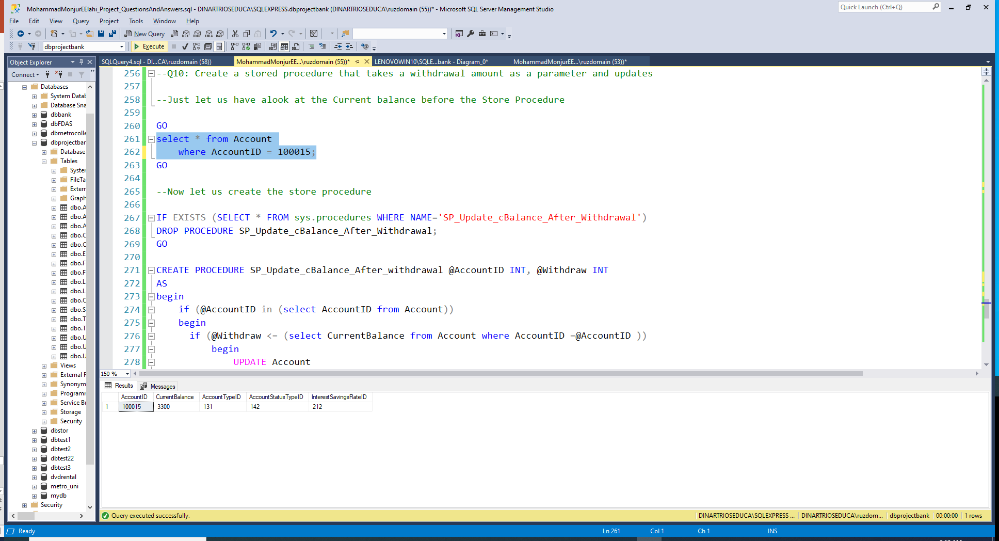 MohammadMonjurEElahi_Project_QuestionsAndAnswers.sql - DINARTRIOSEDUCA\SQLEXPRESS.dbprojectbank (DINARTRIOSEDUCA\ruzdomain (55))* - Microsoft SQL Server Management Studio
Quick Launch (Ctrl+Q)
File Edit View Query Project Tools Window Help
New Query
dbprojectbank
Execute
Object Explorer
SQLQuery4.sql - DI...CA\ruzdomain (58))
MohammadMonjurEE...\ruzdomain (55))*
LENOVOWIN10\SQLE...bank - Diagram_0*
MohammadMonjurEE...\ruzdomain (53))*
Connect
Databases
System Datab
Database Sna
dbbank
dbFDAS
dbmetrocolle
dbprojectbar
Database
Tables
System
FileTa
Extern
Graph
dbo.A
dbo.A
dbo.A
dbo.C
dbo.C
dbo.E
dbo.F
dbo.F
dbo.L
dbo.L
dbo.C
dbo.S
dbo.T
dbo.T
dbo.U
dbo.U
dbo.U
Views
External R
Synonym
Programr
Service Br
Storage
Security
dbstor
dbtest1
dbtest2
dbtest22
dbtest3
dvdrental
metro_uni
mydb
Security
256 --Q10: Create a stored procedure that takes a withdrawal amount as a parameter and updates
257
258 --Just let us have alook at the Current balance before the Store Procedure
259
260 GO
261 select * from Account
262 where AccountID = 100015;
263 GO
264
265 --Now let us create the store procedure
266
267 IF EXISTS (SELECT * FROM sys.procedures WHERE NAME='SP_Update_cBalance_After_Withdrawal')
268 DROP PROCEDURE SP_Update_cBalance_After_Withdrawal;
269 GO
270
271 CREATE PROCEDURE SP_Update_cBalance_After_withdrawal @AccountID INT, @Withdraw INT
272 AS
273 begin
274 if (@AccountID in (select AccountID from Account))
275 begin
276 if (@Withdraw <= (select CurrentBalance from Account where AccountID =@AccountID ))
277 begin
278 UPDATE Account
150 %
Results Messages
AccountID CurrentBalance AccountTypeID AccountStatusTypeID InterestSavingsRateID
1 100015 3300 131 142 212
Query executed successfully.
DINARTRIOSEDUCA\SQLEXPRESS ... DINARTRIOSEDUCA\ruzdom... dbprojectbank 00:00:00 1 rows
Ready
Ln 261 Col 1 Ch 1 INS